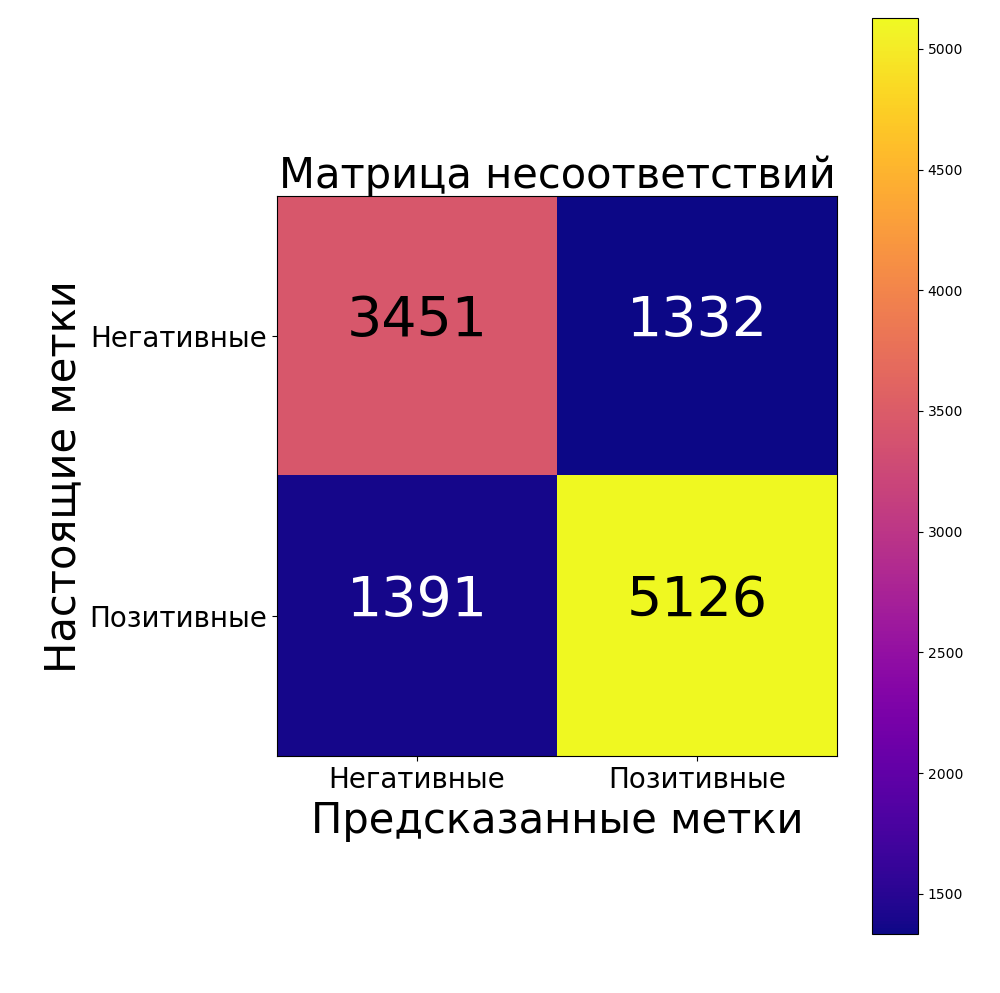 Матрица несоответствий
Настоящие метки
Негативные
Позитивные
3451 1332
1391 5126
Негативные Позитивные
Предсказанные метки
5000
4500
4000
3500
3000
2500
2000
1500